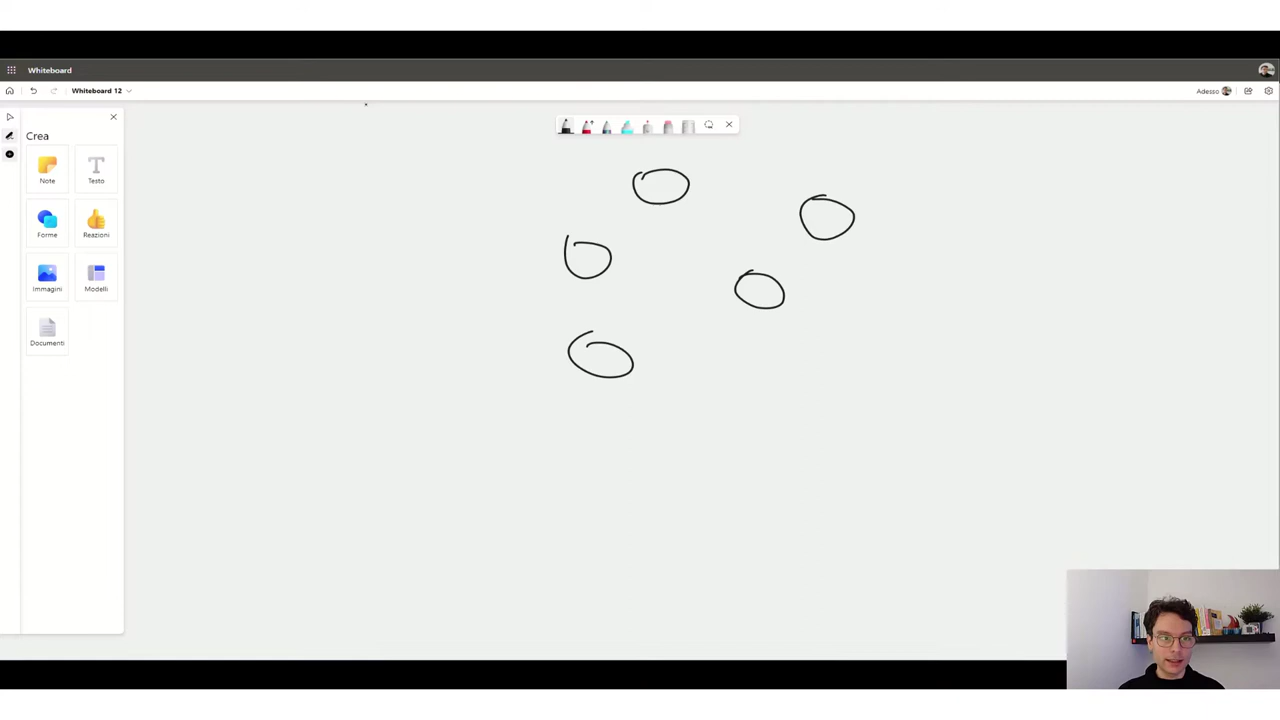 Whiteboard
Whiteboard 12
Adesso
Crea
Note
Testo
Forme
Reazioni
Immagini
Modelli
Documenti